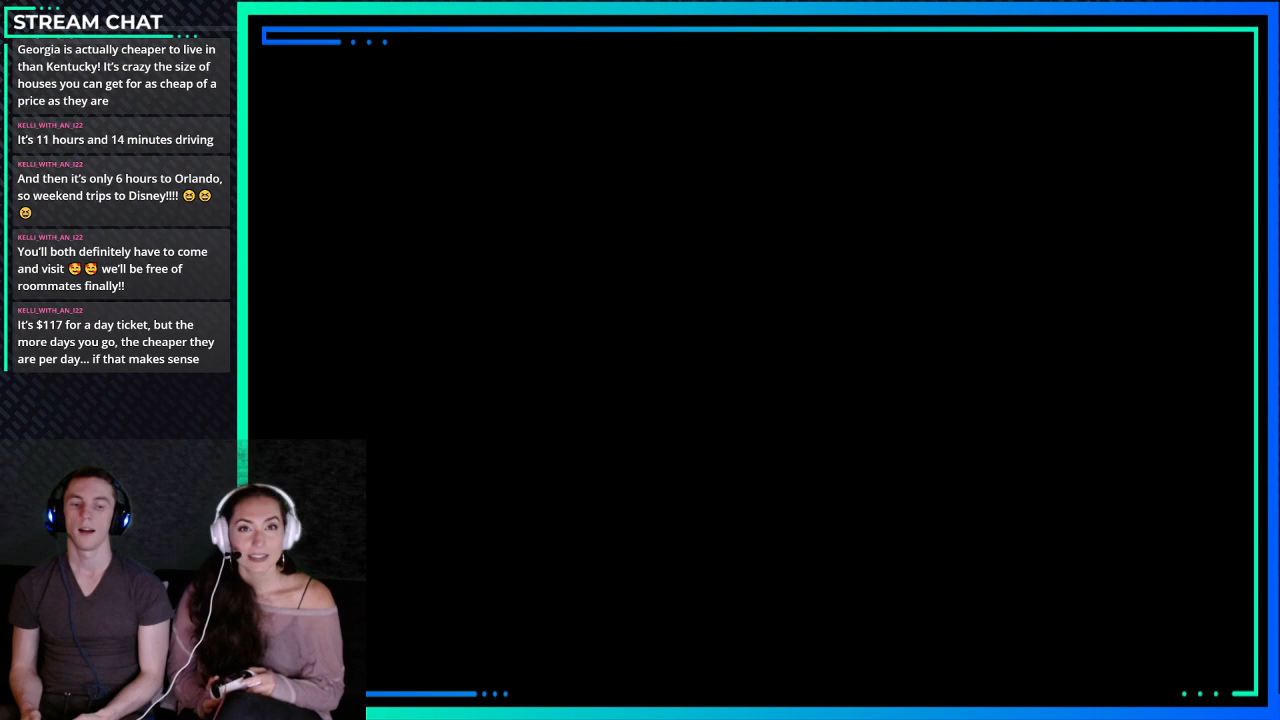 STREAM CHAT
Georgia is actually cheaper to live in
than Kentucky! It's crazy the size of
houses you can get for as cheap of a
price as they are
KELLI_WITH_AN_I22
It's 11 hours and 14 minutes driving
KELLI_WITH_AN_I22
And then it's only 6 hours to Orlando,
so weekend trips to Disney!!!! 😆 😆
😆
KELLI_WITH_AN_I22
You'll both definitely have to come
and visit 🥰 🥰 we'll be free of
roommates finally!!
KELLI_WITH_AN_I22
It's $117 for a day ticket, but the
more days you go, the cheaper they
are per day... if that makes sense